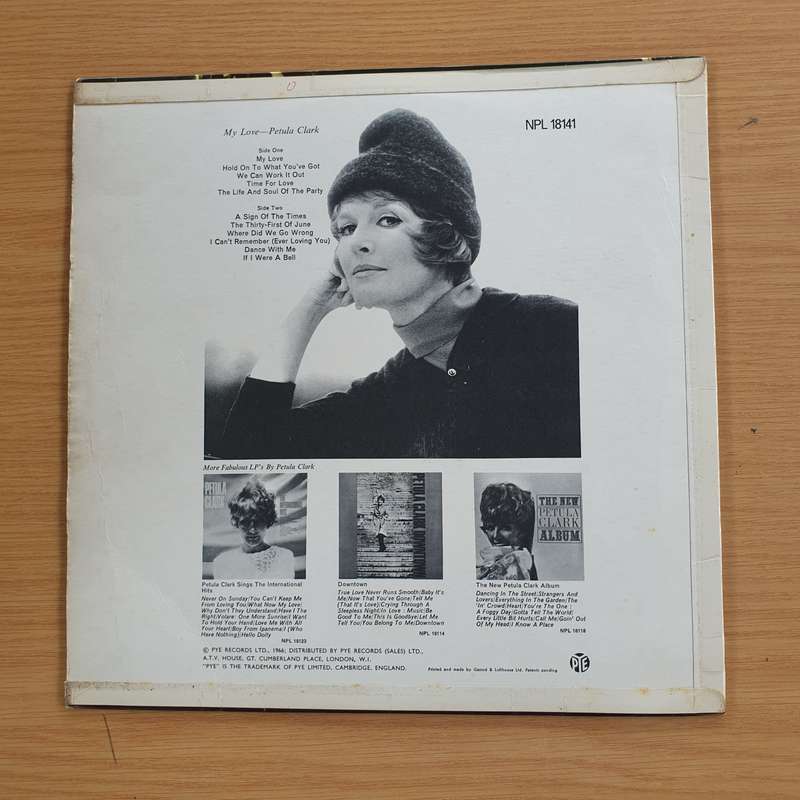 My Love—Petula Clark
NPL 18141
Side One
My Love
Hold On To What You've Got
We Can Work It Out
Time For Love
The Life And Soul Of The Party
Side Two
A Sign Of The Times
The Thirty-First Of June
Where Did We Go Wrong
I Can't Remember (Ever Loving You)
Dance With Me
If I Were A Bell
More Fabulous LP's By Petula Clark
PETULA
CLARK
PETULA CLARK DOWNTOWN
THE NEW
PETULA
CLARK
ALBUM
Petula Clark Sings The International
Hits
Never On Sunday/You Can't Keep Me
From Loving You/What Now My Love/
Why Don't They Understand/Have I The
Right/Volare/One More Sunrise/I Want
To Hold Your Hand/Love Me With All
Your Heart/Boy From Ipanema/I (Who
Have Nothing)/Hello Dolly
NPL 18123
Downtown
True Love Never Runs Smooth/Baby It's
Me/Now That You've Gone/Tell Me
(That It's Love)/Crying Through A
Sleepless Night/In Love/Music/Be
Good To Me/This Is Goodbye/Let Me
Tell You/You Belong To Me/Downtown
NPL 18114
The New Petula Clark Album
Dancing In The Street/Strangers And
Lovers/Everything In The Garden/The
'In' Crowd/Heart/You're The One/
A Foggy Day/Gotta Tell The World/
Every Little Bit Hurts/Call Me/Goin' Out
Of My Head/I Know A Place
NPL 18118
© PYE RECORDS LTD., 1966; DISTRIBUTED BY PYE RECORDS (SALES) LTD.,
A.T.V. HOUSE, GT. CUMBERLAND PLACE, LONDON, W.1.
"PYE" IS THE TRADEMARK OF PYE LIMITED, CAMBRIDGE, ENGLAND.
Printed and made by Garrod & Lofthouse Ltd. Patents pending
PYE